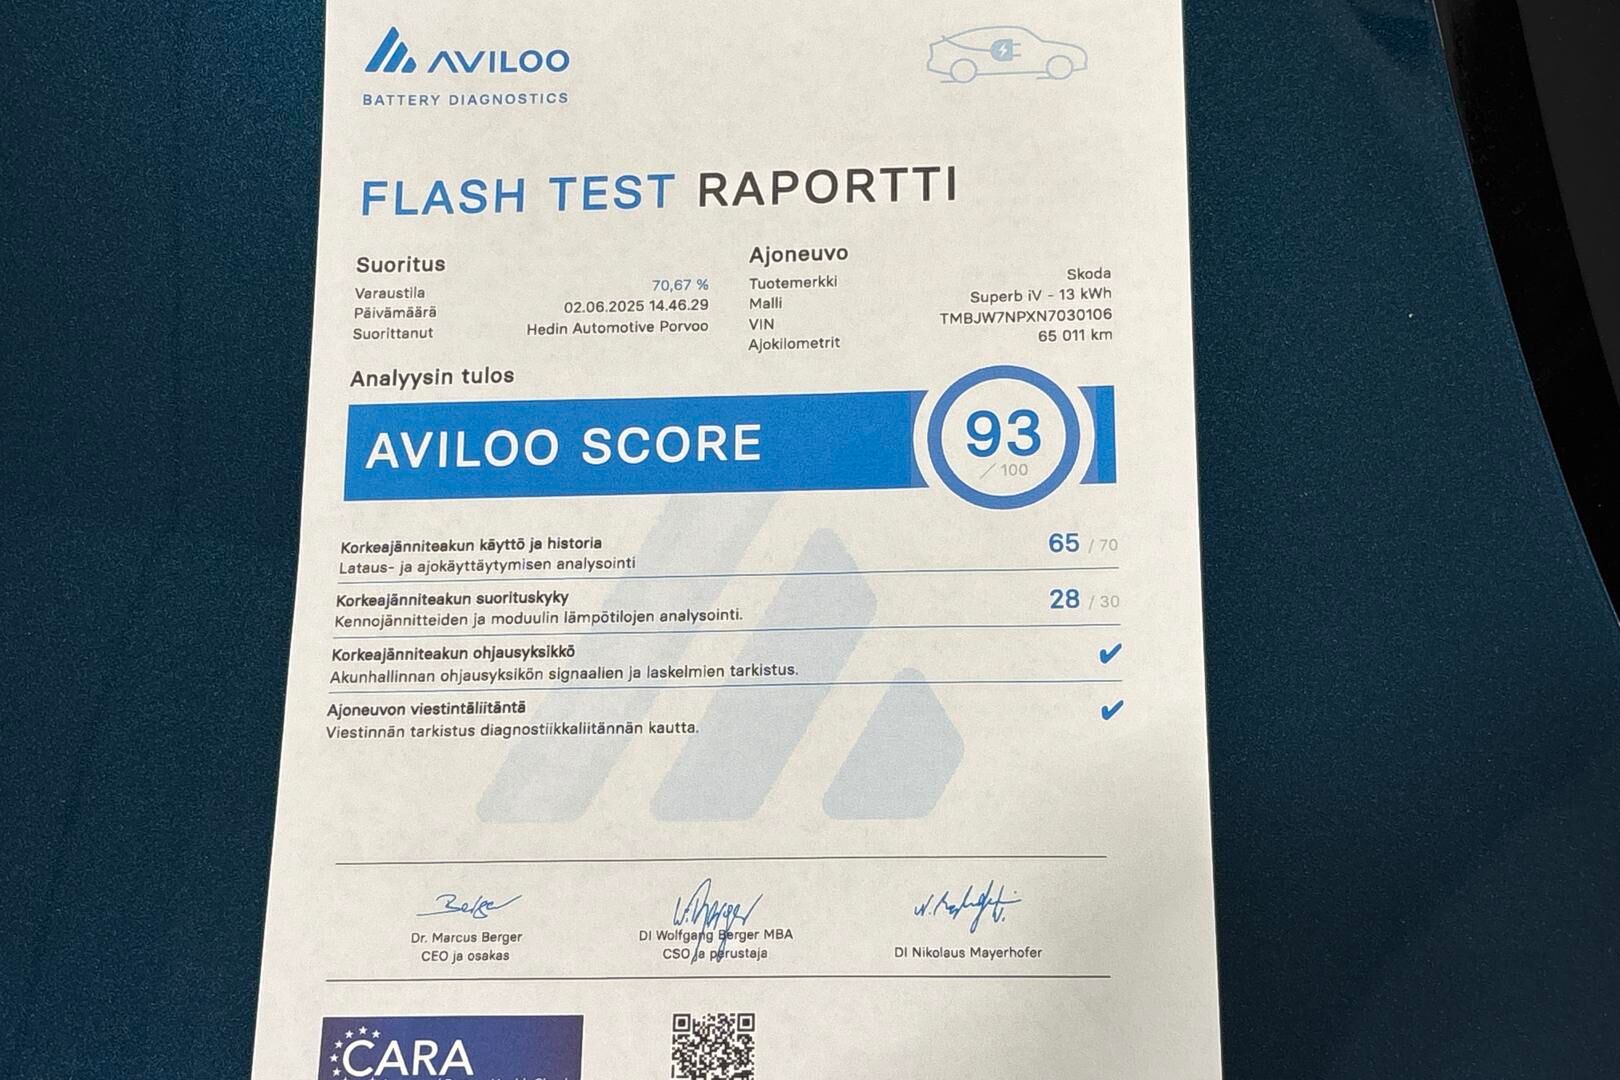 AVILOO
BATTERY DIAGNOSTICS
FLASH TEST RAPORTTI
Suoritus
Varaustila 70,67 %
Päivämäärä 02.06.2025 14.46.29
Suorittanut Hedin Automotive Porvoo
Ajoneuvo
Tuotemerkki Skoda
Malli Superb iV - 13 kWh
VIN TMBJW7NPXN7030106
Ajokilometrit 65 011 km
Analyysin tulos
AVILOO SCORE 93 / 100
Korkeajänniteakun käyttö ja historia 65 / 70
Lataus- ja ajokäyttäytymisen analysointi
Korkeajänniteakun suorituskyky 28 / 30
Kennojännitteiden ja moduulin lämpötilojen analysointi.
Korkeajänniteakun ohjausyksikkö ✔
Akunhallinnan ohjausyksikön signaalien ja laskelmien tarkistus.
Ajoneuvon viestintäliitäntä ✔
Viestinnän tarkistus diagnostiikkaliitännän kautta.
Berger
Dr. Marcus Berger
CEO ja osakas
DI Wolfgang Berger MBA
CSO ja perustaja
DI Nikolaus Mayerhofer
CARA